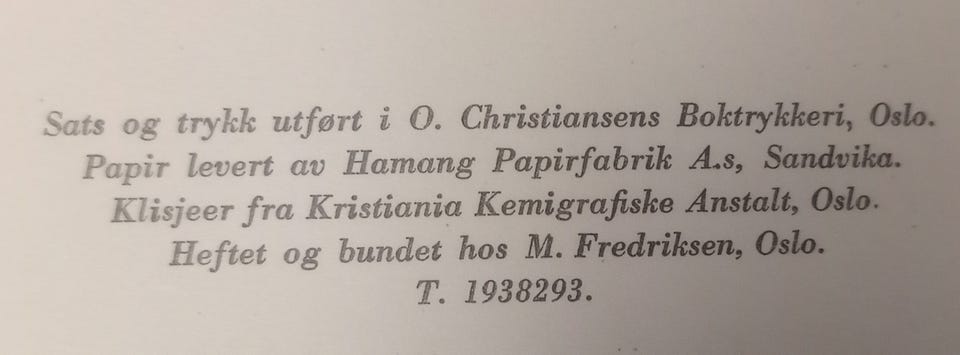 Sats og trykk utført i O. Christiansens Boktrykkeri, Oslo.
Papir levert av Hamang Papirfabrik A.s, Sandvika.
Klisjeer fra Kristiania Kemigrafiske Anstalt, Oslo.
Heftet og bundet hos M. Fredriksen, Oslo.
T. 1938293.